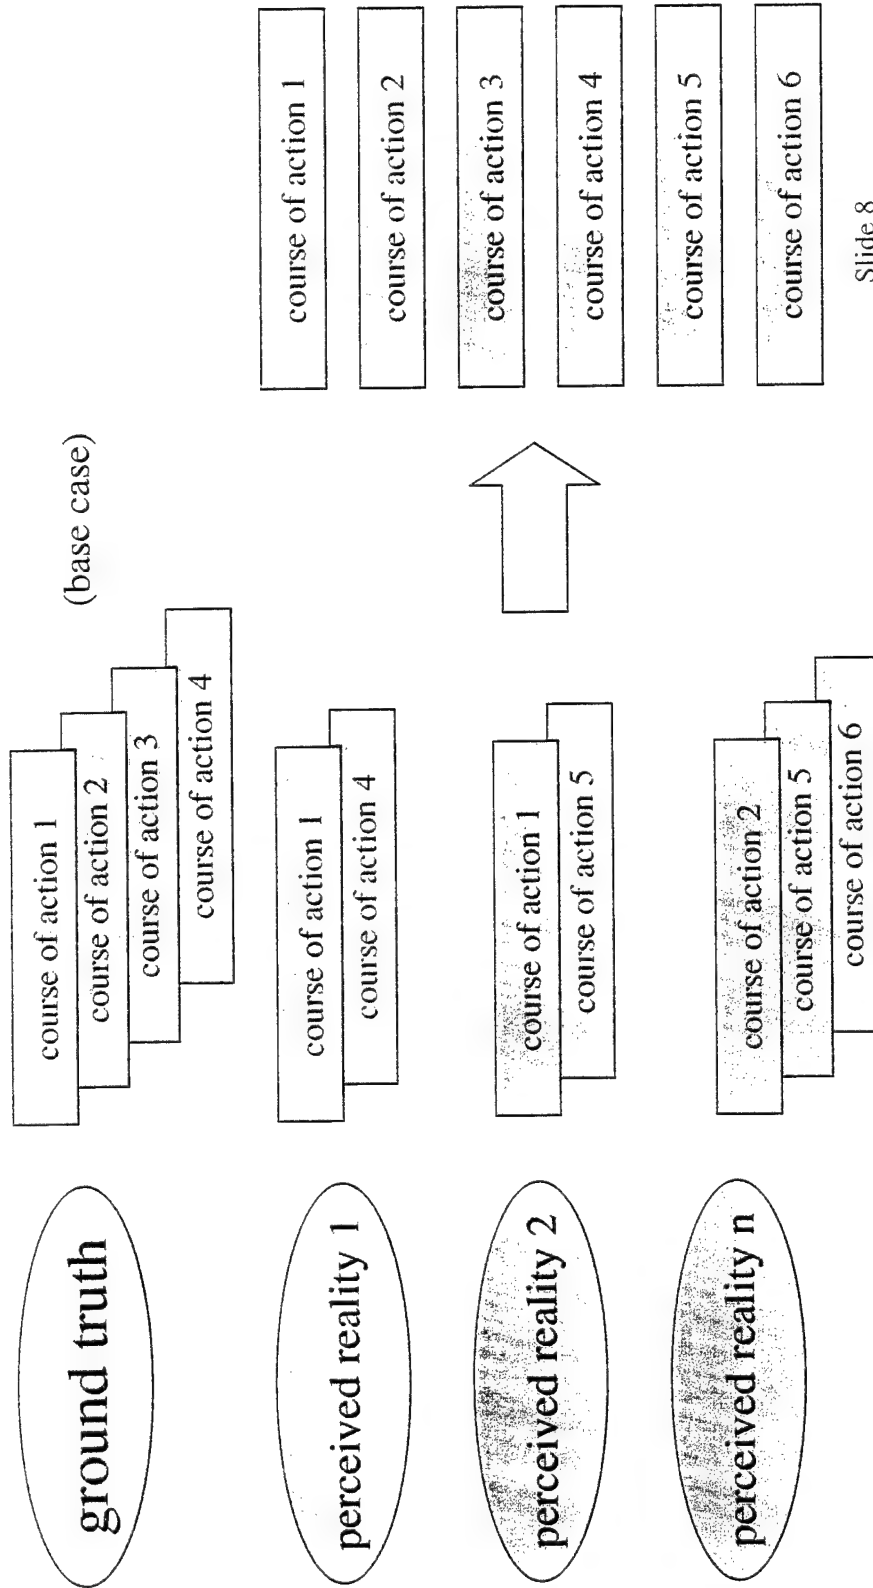 ground truth
course of action 1
course of action 2
course of action 3
course of action 4
(base case)
perceived reality 1
course of action 1
course of action 4
perceived reality 2
course of action 1
course of action 5
perceived reality n
course of action 2
course of action 5
course of action 6
course of action 1
course of action 2
course of action 3
course of action 4
course of action 5
course of action 6
Slide 8